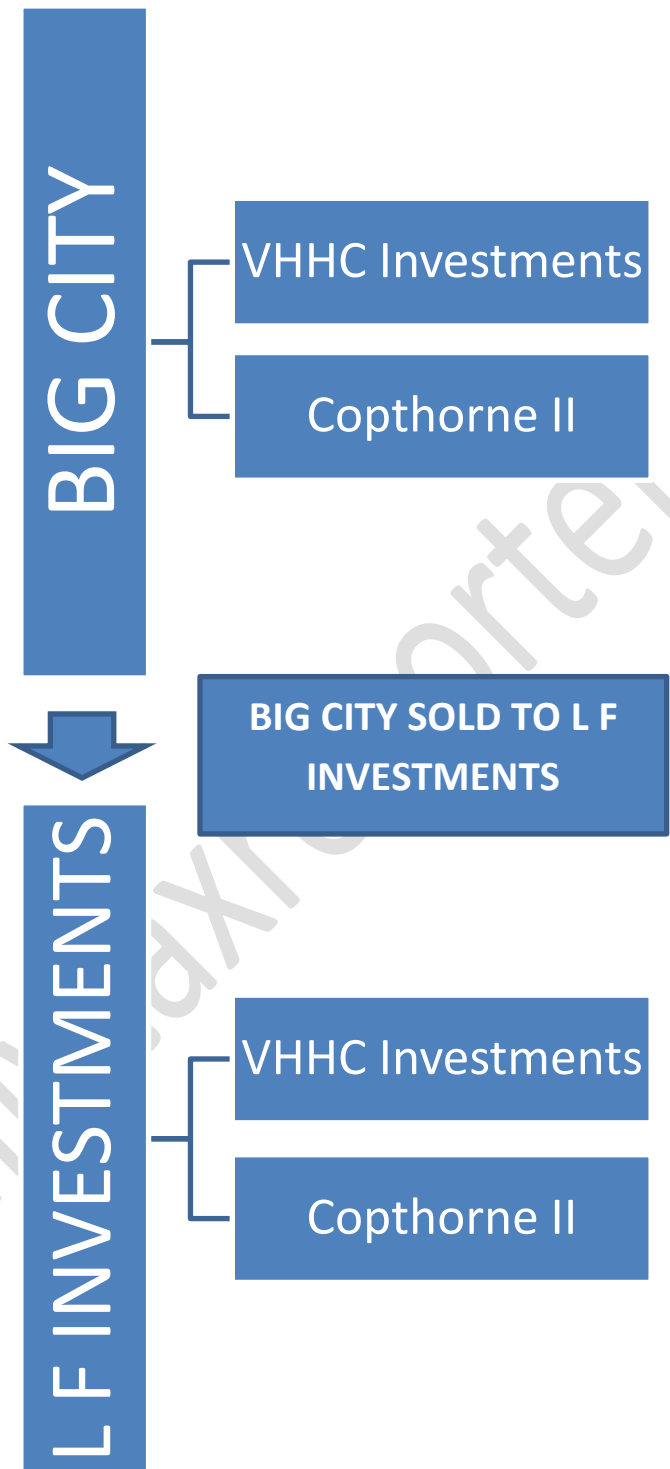 BIG CITY
VHHC Investments
Copthorne II
BIG CITY SOLD TO L F
INVESTMENTS
L F INVESTMENTS
VHHC Investments
Copthorne II